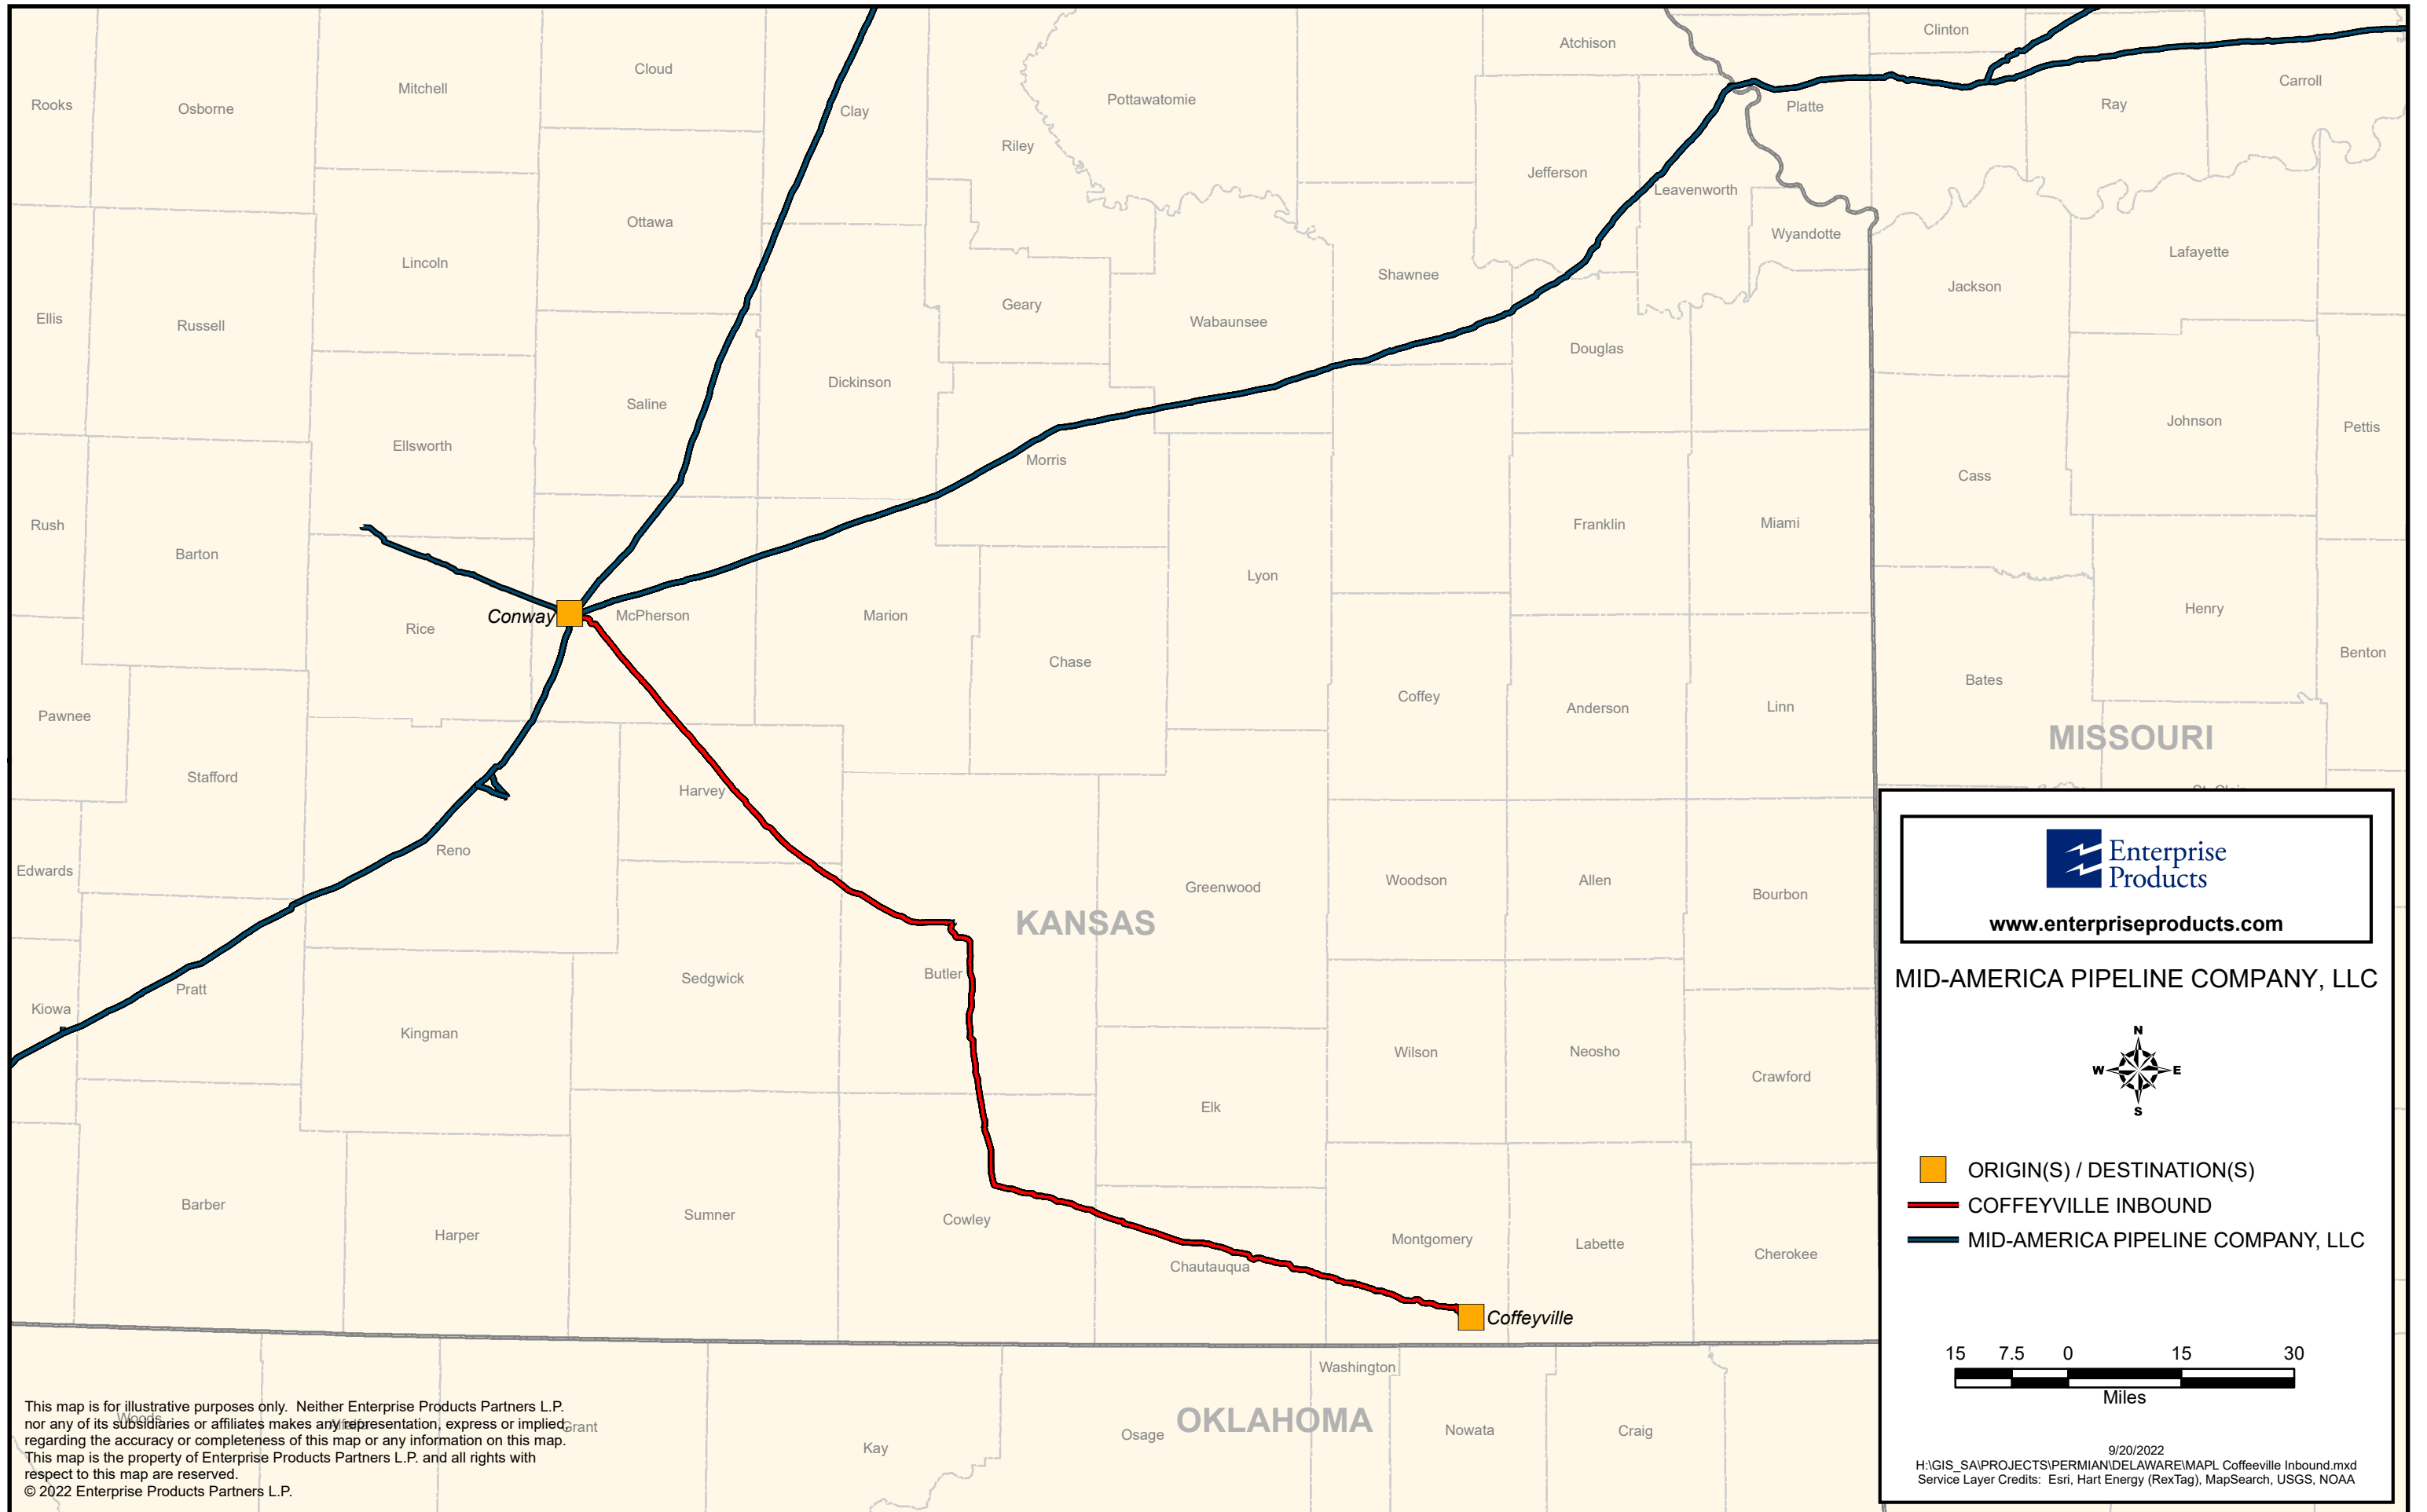 Clinton
Atchison
Cloud
Mitchell
Carroll
Pottawatomie
Rooks
Osborne
Clay
Platte
Ray
Riley
Jefferson
Leavenworth
Ottawa
Wyandotte
Lafayette
Lincoln
Shawnee
Jackson
Geary
Ellis
Russell
Wabaunsee
Douglas
Dickinson
Saline
Johnson
Pettis
Ellsworth
Morris
Cass
Rush
Franklin
Miami
Barton
Lyon
Henry
Conway
McPherson
Marion
Rice
Benton
Chase
Bates
Coffey
Anderson
Linn
Pawnee
MISSOURI
Stafford
Harvey
St. Clair
Reno
Edwards
Greenwood
Woodson
Allen
Bourbon
KANSAS
Butler
Sedgwick
Pratt
Kiowa
Kingman
Wilson
Neosho
Crawford
Elk
Barber
Sumner
Cowley
Harper
Montgomery
Labette
Cherokee
Chautauqua
Coffeyville
Washington
OKLAHOMA
Woods
Grant
Kay
Osage
Nowata
Craig
This map is for illustrative purposes only. Neither Enterprise Products Partners L.P.
nor any of its subsidiaries or affiliates makes any representation, express or implied,
regarding the accuracy or completeness of this map or any information on this map.
This map is the property of Enterprise Products Partners L.P. and all rights with
respect to this map are reserved.
© 2022 Enterprise Products Partners L.P.
Enterprise
Products
www.enterpriseproducts.com
MID-AMERICA PIPELINE COMPANY, LLC
N
W E
S
ORIGIN(S) / DESTINATION(S)
COFFEYVILLE INBOUND
MID-AMERICA PIPELINE COMPANY, LLC
15 7.5 0 15 30
Miles
9/20/2022
H:\GIS_SA\PROJECTS\PERMIAN\DELAWARE\MAPL Coffeeville Inbound.mxd
Service Layer Credits: Esri, Hart Energy (RexTag), MapSearch, USGS, NOAA